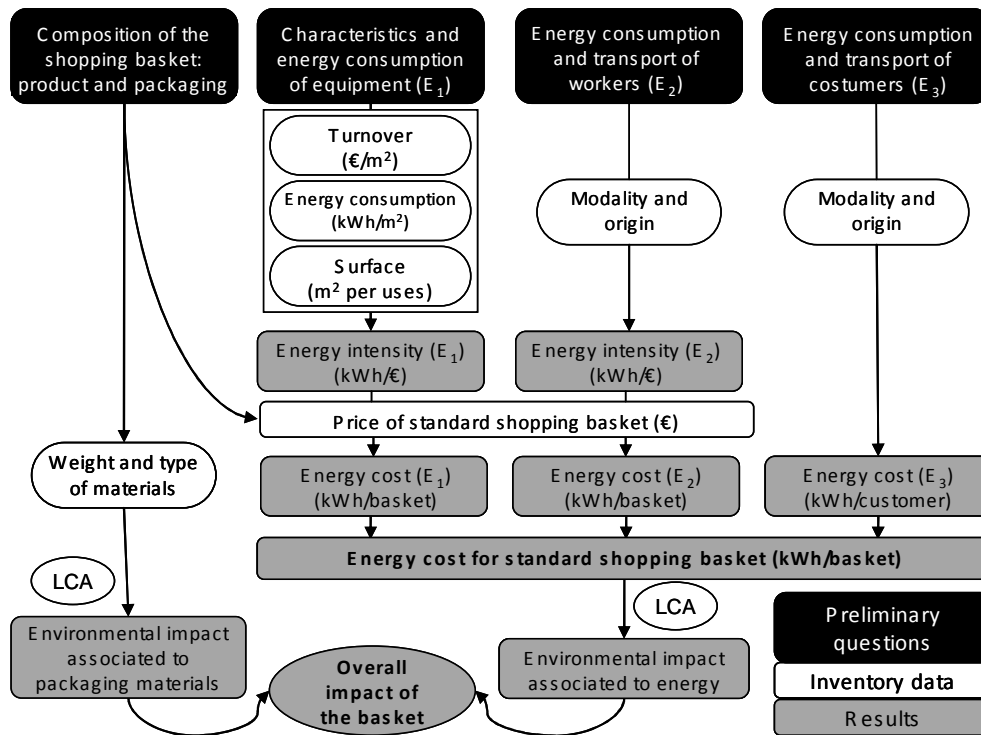 Composition of the
shopping basket:
product and packaging
Characteristics and
energy consumption
of equipment (E₁)
Energy consumption
and transport of
workers (E₂)
Energy consumption
and transport of
costumers (E₃)
Turnover
(€/m²)
Energy consumption
(kWh/m²)
Surface
(m² per uses)
Modality and
origin
Modality and
origin
Energy intensity (E₁)
(kWh/€)
Energy intensity (E₂)
(kWh/€)
Price of standard shopping basket (€)
Weight and type
of materials
Energy cost (E₁)
(kWh/basket)
Energy cost (E₂)
(kWh/basket)
Energy cost (E₃)
(kWh/customer)
Energy cost for standard shopping basket (kWh/basket)
LCA
LCA
Environmental impact
associated to
packaging materials
Overall
impact of
the basket
Environmental impact
associated to energy
Preliminary
questions
Inventory data
Results